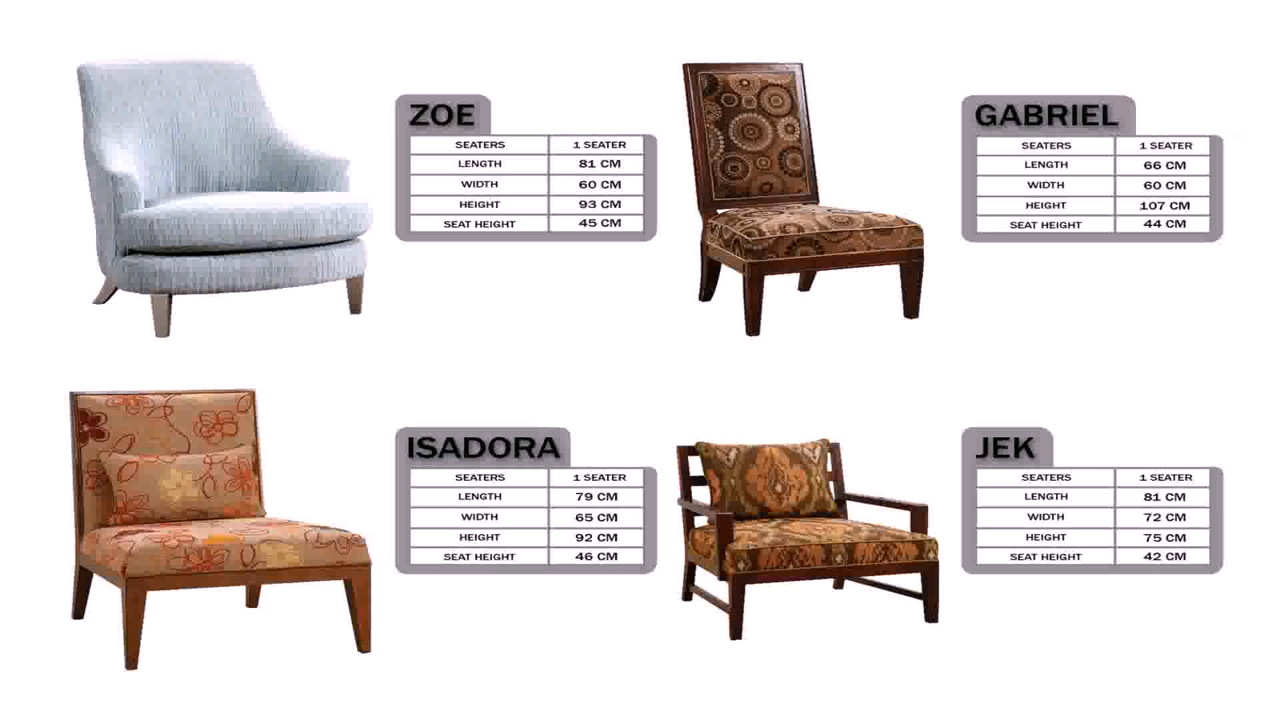 ZOE
SEATERS 1 SEATER
LENGTH 81 CM
WIDTH 60 CM
HEIGHT 93 CM
SEAT HEIGHT 45 CM
GABRIEL
SEATERS 1 SEATER
LENGTH 66 CM
WIDTH 60 CM
HEIGHT 107 CM
SEAT HEIGHT 44 CM
ISADORA
SEATERS 1 SEATER
LENGTH 79 CM
WIDTH 65 CM
HEIGHT 92 CM
SEAT HEIGHT 46 CM
JEK
SEATERS 1 SEATER
LENGTH 81 CM
WIDTH 72 CM
HEIGHT 75 CM
SEAT HEIGHT 42 CM